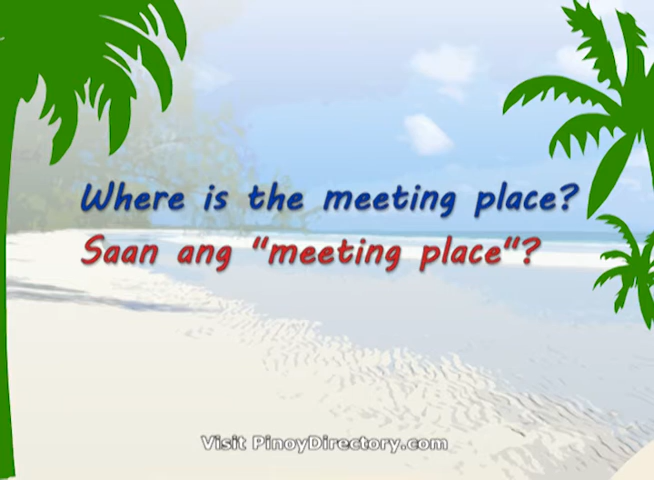 Where is the meeting place?
Saan ang "meeting place"?
Visit PinoyDirectory.com